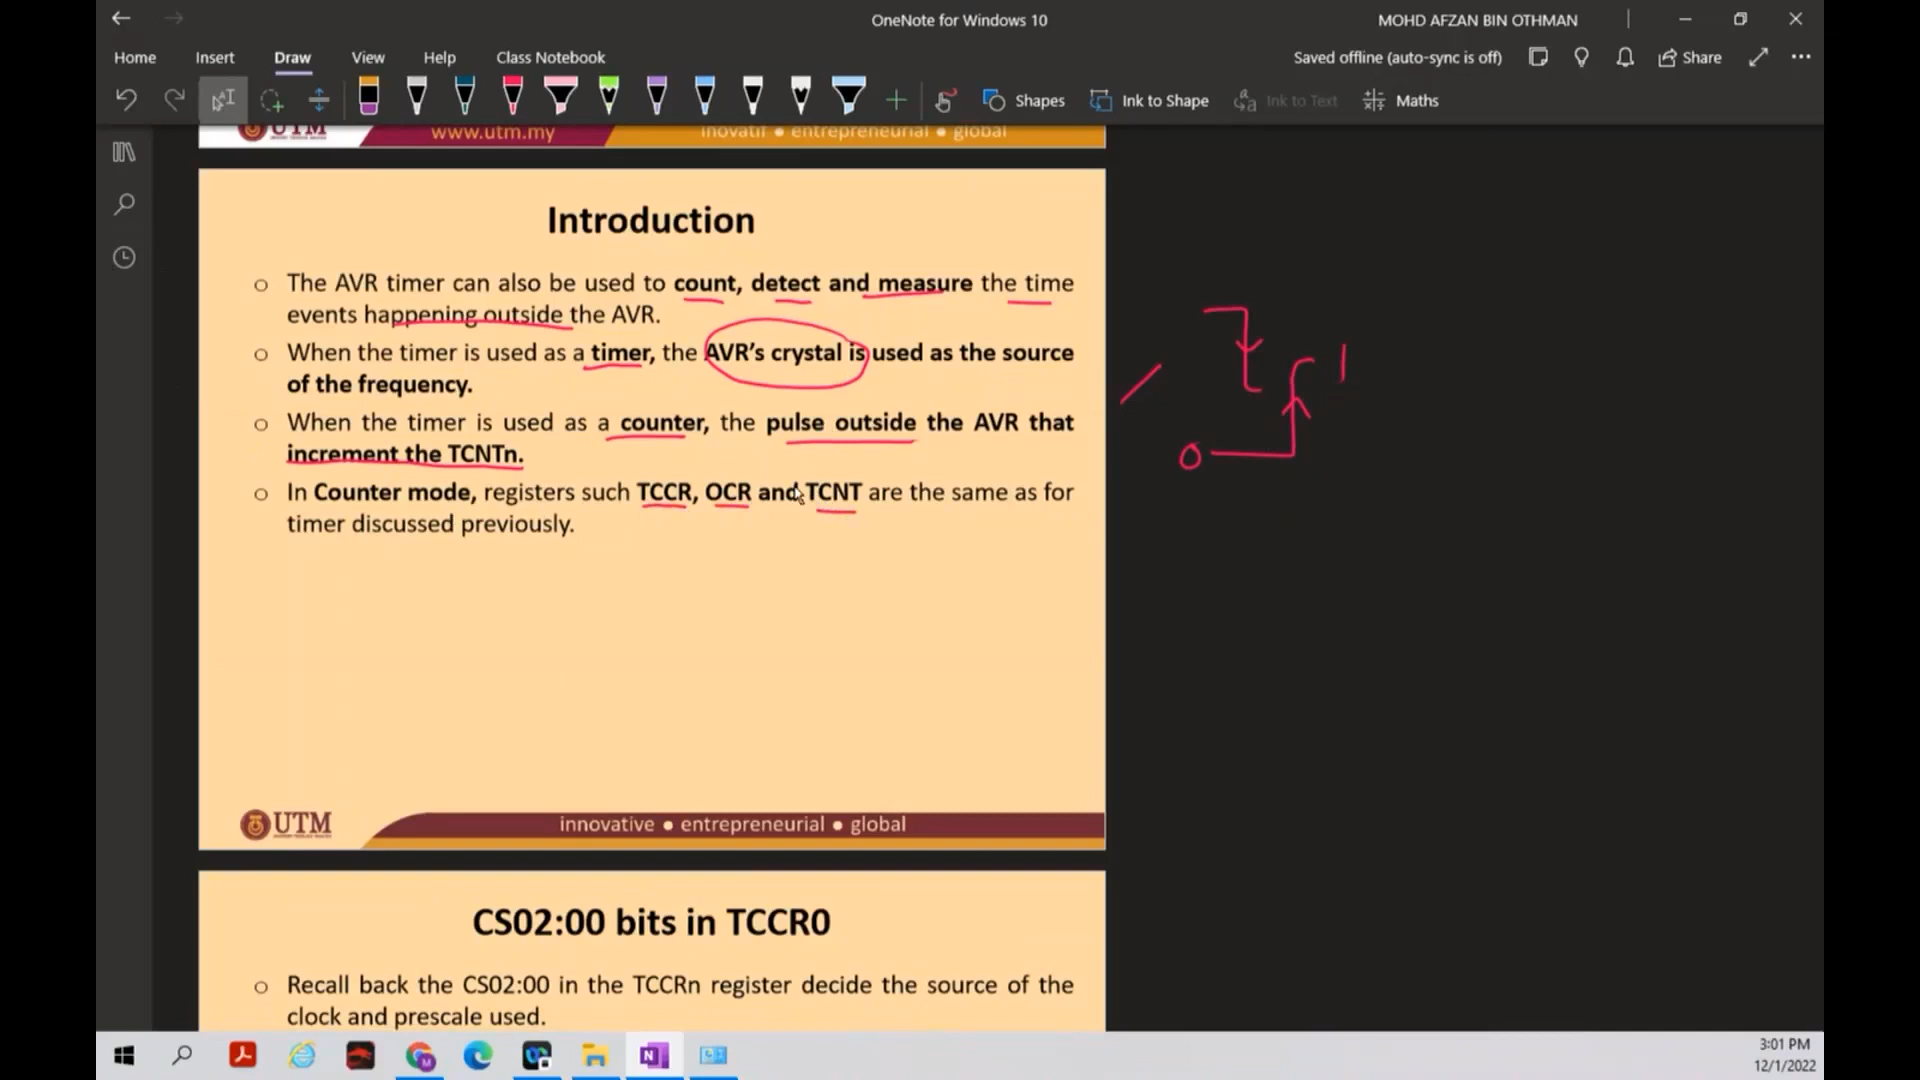 OneNote for Windows 10
MOHD AFZAN BIN OTHMAN
Home Insert Draw View Help Class Notebook
Saved offline (auto-sync is off) Share
Shapes Ink to Shape Ink to Text Maths
UTM www.utm.my inovatif ● entrepreneurial ● global
Introduction
o The AVR timer can also be used to count, detect and measure the time
events happening outside the AVR.
o When the timer is used as a timer, the AVR's crystal is used as the source
of the frequency.
o When the timer is used as a counter, the pulse outside the AVR that
increment the TCNTn.
o In Counter mode, registers such TCCR, OCR and TCNT are the same as for
timer discussed previously.
1
0
UTM innovative ● entrepreneurial ● global
CS02:00 bits in TCCR0
o Recall back the CS02:00 in the TCCRn register decide the source of the
clock and prescale used.
3:01 PM
12/1/2022